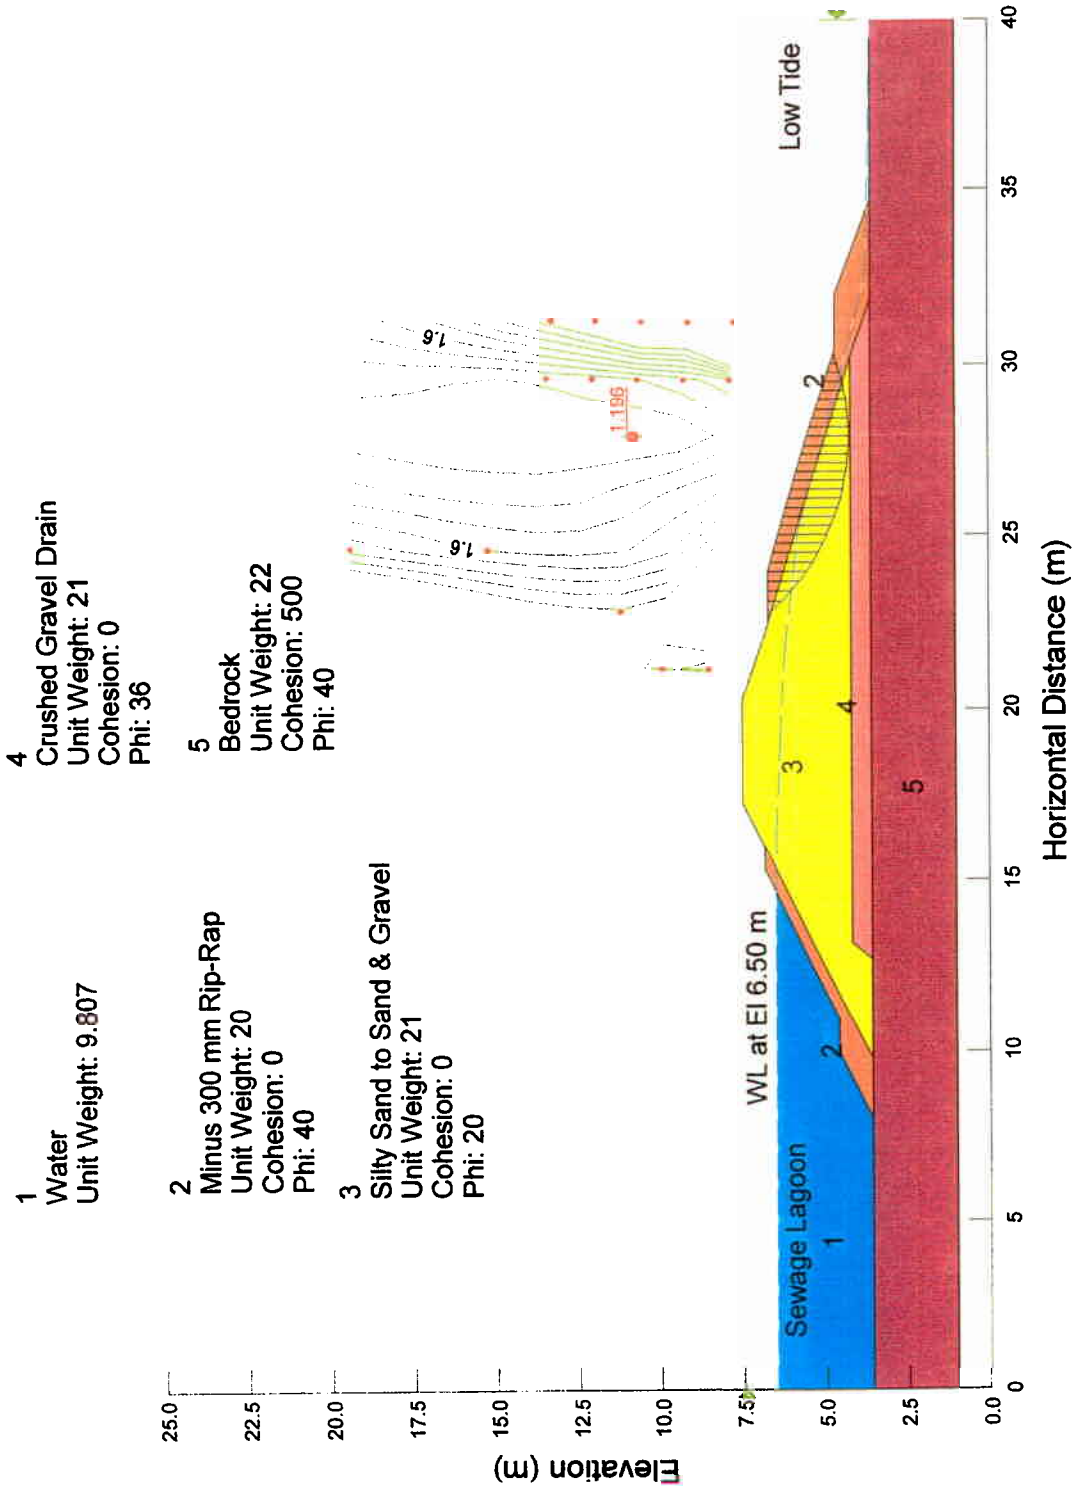 1
Water
Unit Weight: 9.807
2
Minus 300 mm Rip-Rap
Unit Weight: 20
Cohesion: 0
Phi: 40
3
Silty Sand to Sand & Gravel
Unit Weight: 21
Cohesion: 0
Phi: 20
4
Crushed Gravel Drain
Unit Weight: 21
Cohesion: 0
Phi: 36
5
Bedrock
Unit Weight: 22
Cohesion: 500
Phi: 40
1.6
1.6
1.196
WL at El 6.50 m
Low Tide
Sewage Lagoon
1
2
3
4
2
5
Elevation (m)
25.0
22.5
20.0
17.5
15.0
12.5
10.0
7.5
5.0
2.5
0.0
0
5
10
15
20
25
30
35
40
Horizontal Distance (m)